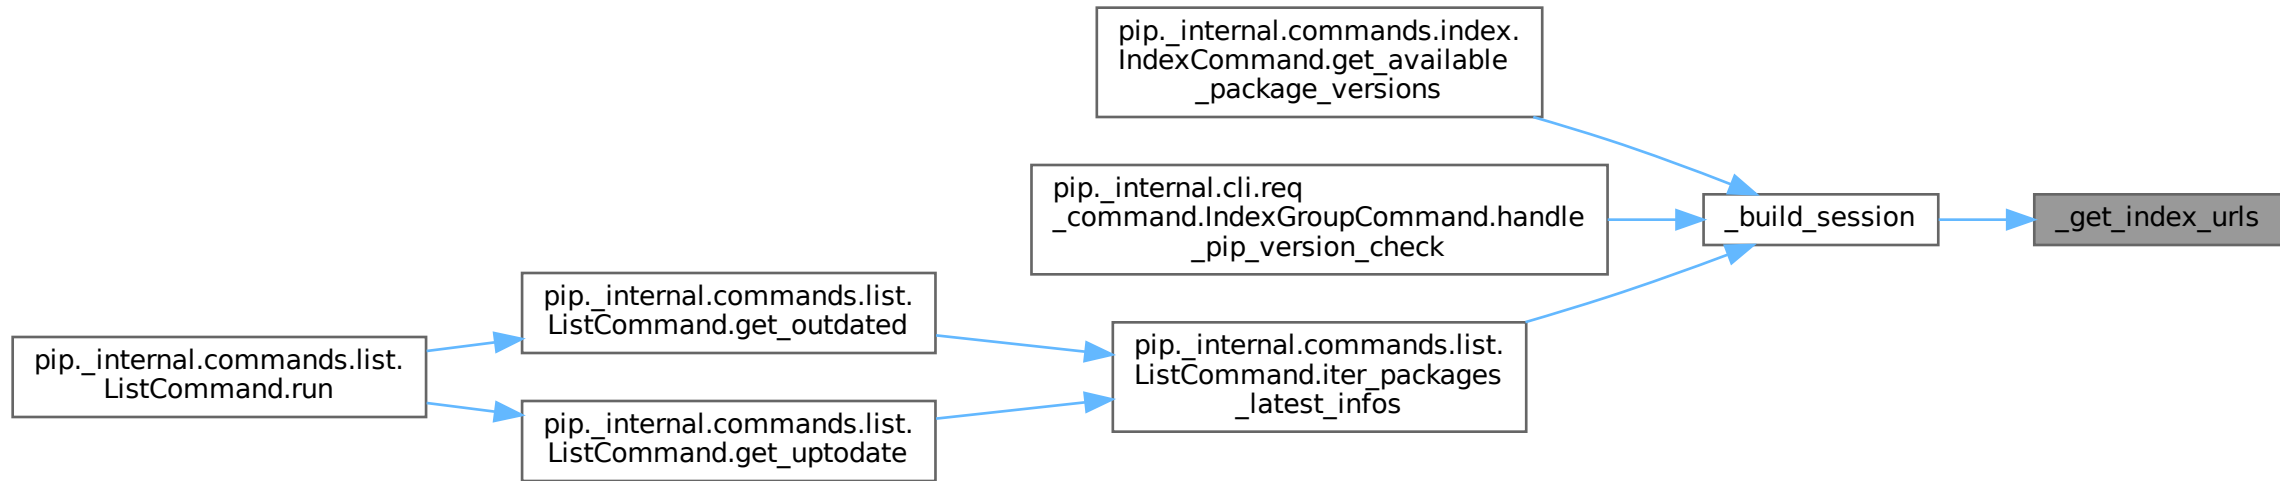 pip._internal.commands.index.
IndexCommand.get_available
_package_versions
pip._internal.cli.req
_command.IndexGroupCommand.handle
_pip_version_check
_build_session
_get_index_urls
pip._internal.commands.list.
ListCommand.get_outdated
pip._internal.commands.list.
ListCommand.run
pip._internal.commands.list.
ListCommand.iter_packages
_latest_infos
pip._internal.commands.list.
ListCommand.get_uptodate